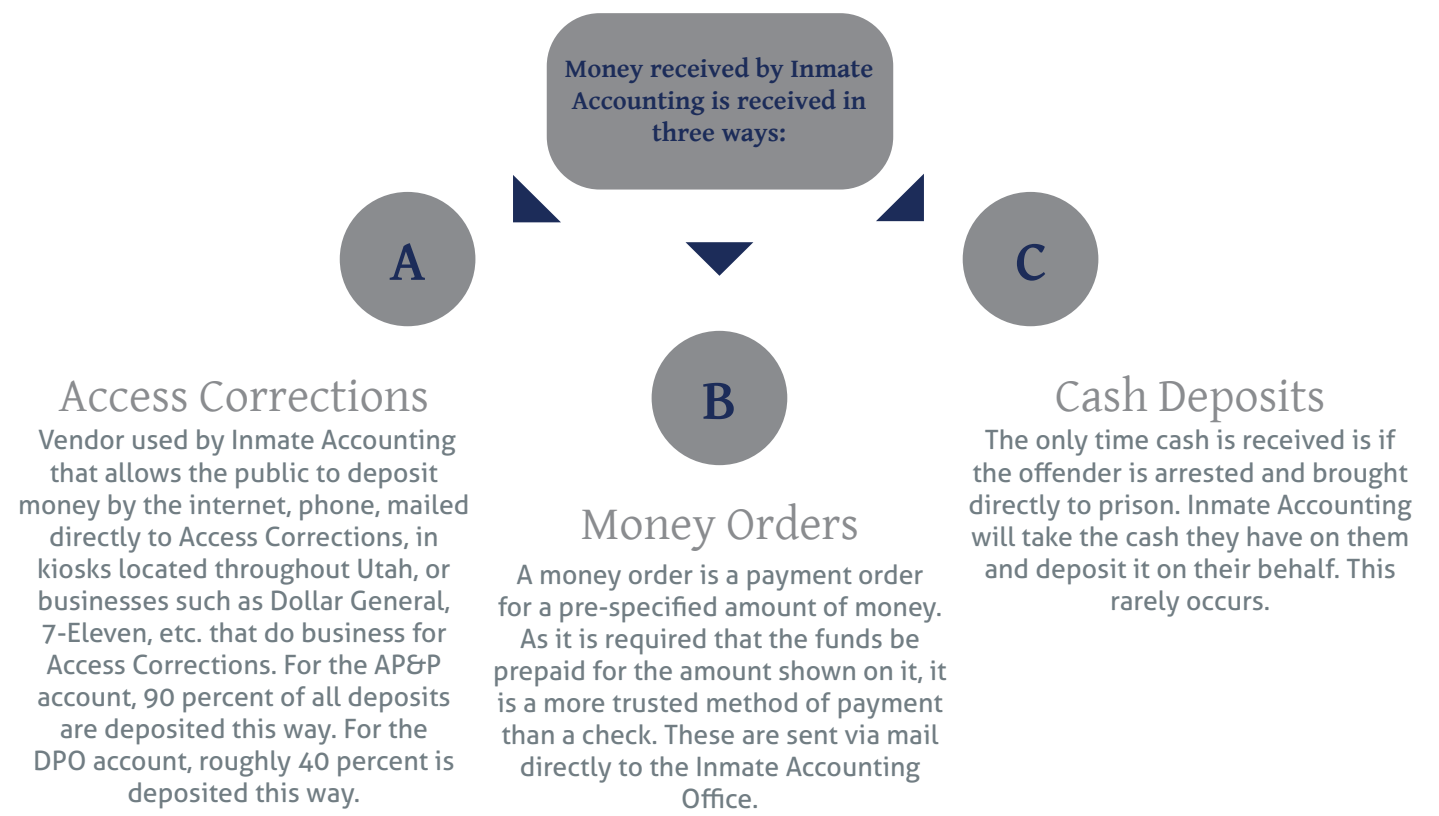 Money received by Inmate
Accounting is received in
three ways:
A
Access Corrections
Vendor used by Inmate Accounting
that allows the public to deposit
money by the internet, phone, mailed
directly to Access Corrections, in
kiosks located throughout Utah, or
businesses such as Dollar General,
7-Eleven, etc. that do business for
Access Corrections. For the AP&P
account, 90 percent of all deposits
are deposited this way. For the
DPO account, roughly 40 percent is
deposited this way.
B
Money Orders
A money order is a payment order
for a pre-specified amount of money.
As it is required that the funds be
prepaid for the amount shown on it, it
is a more trusted method of payment
than a check. These are sent via mail
directly to the Inmate Accounting
Office.
C
Cash Deposits
The only time cash is received is if
the offender is arrested and brought
directly to prison. Inmate Accounting
will take the cash they have on them
and deposit it on their behalf. This
rarely occurs.